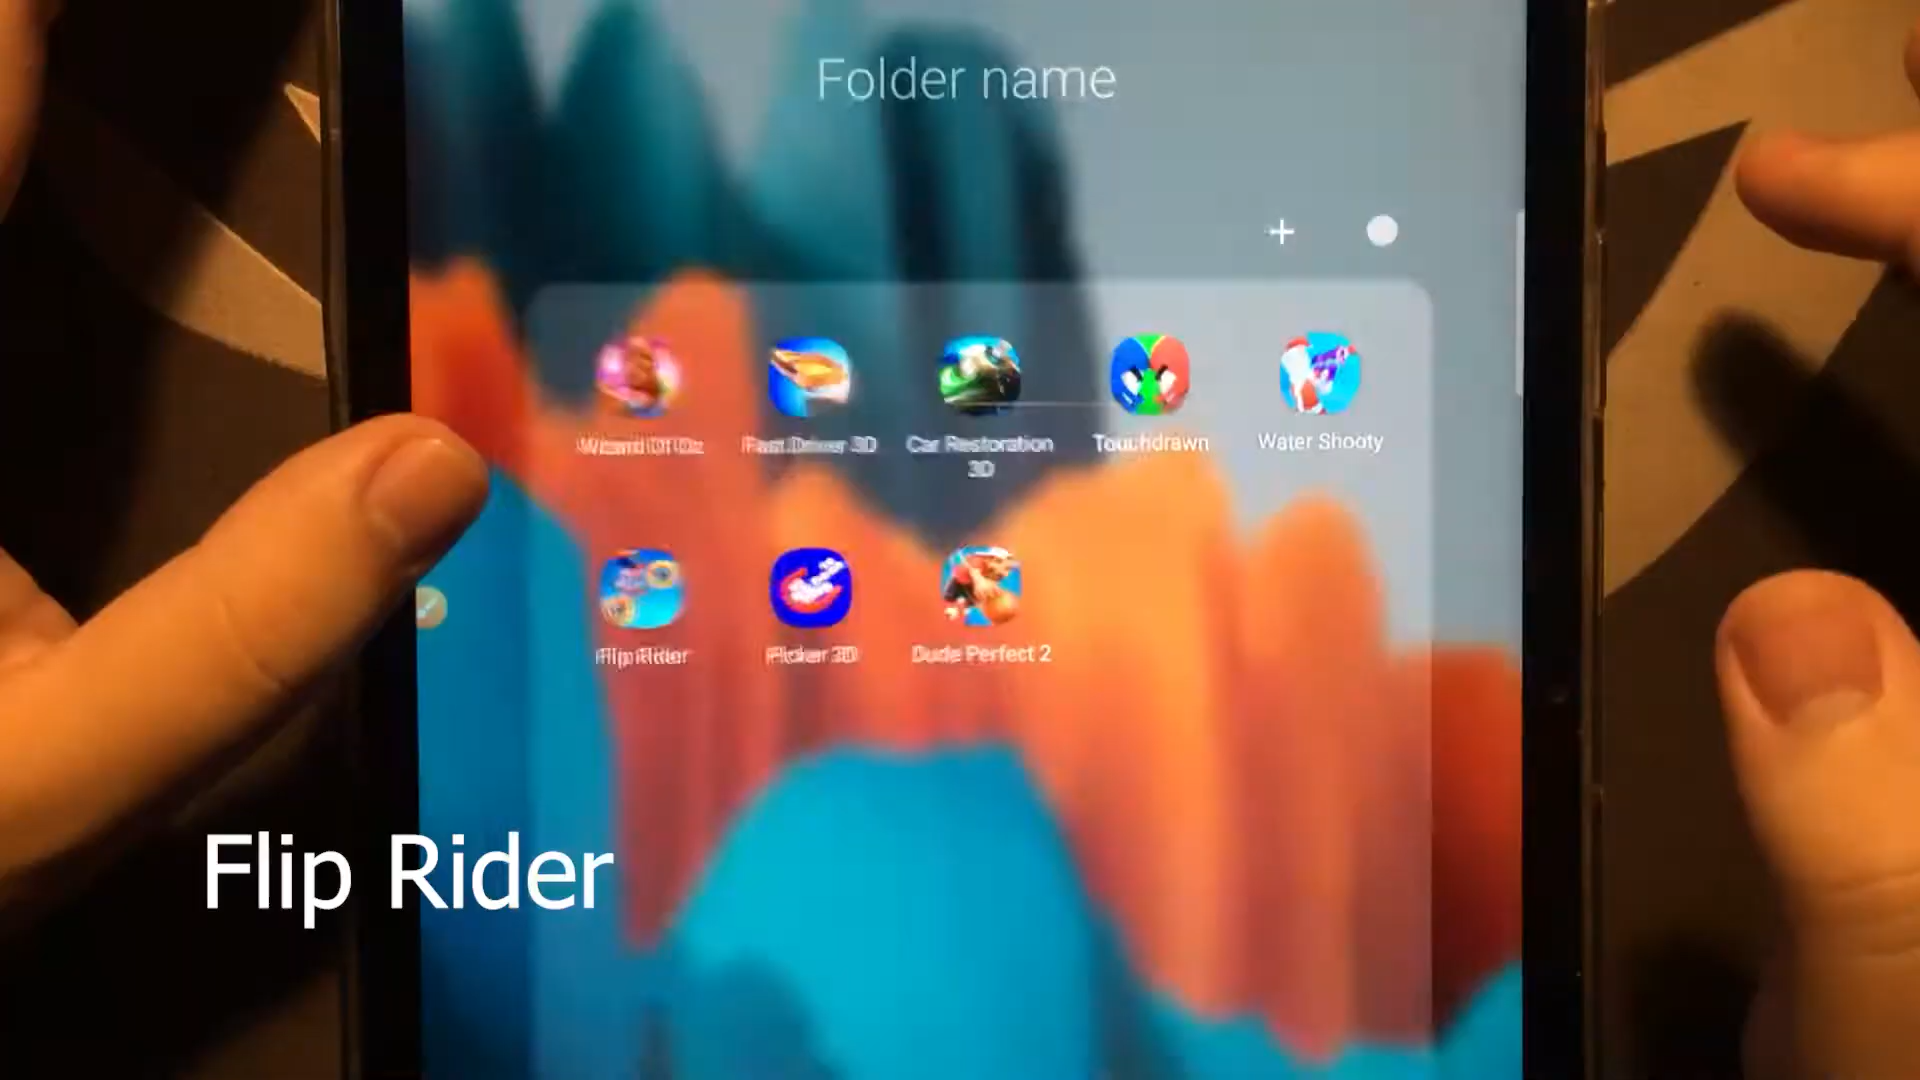 Folder name
Wizard Of Oz
Fast Driver 3D
Car Restoration
3D
Touchdrawn
Water Shooty
Flip Rider
Picker 3D
Dude Perfect 2
Flip Rider